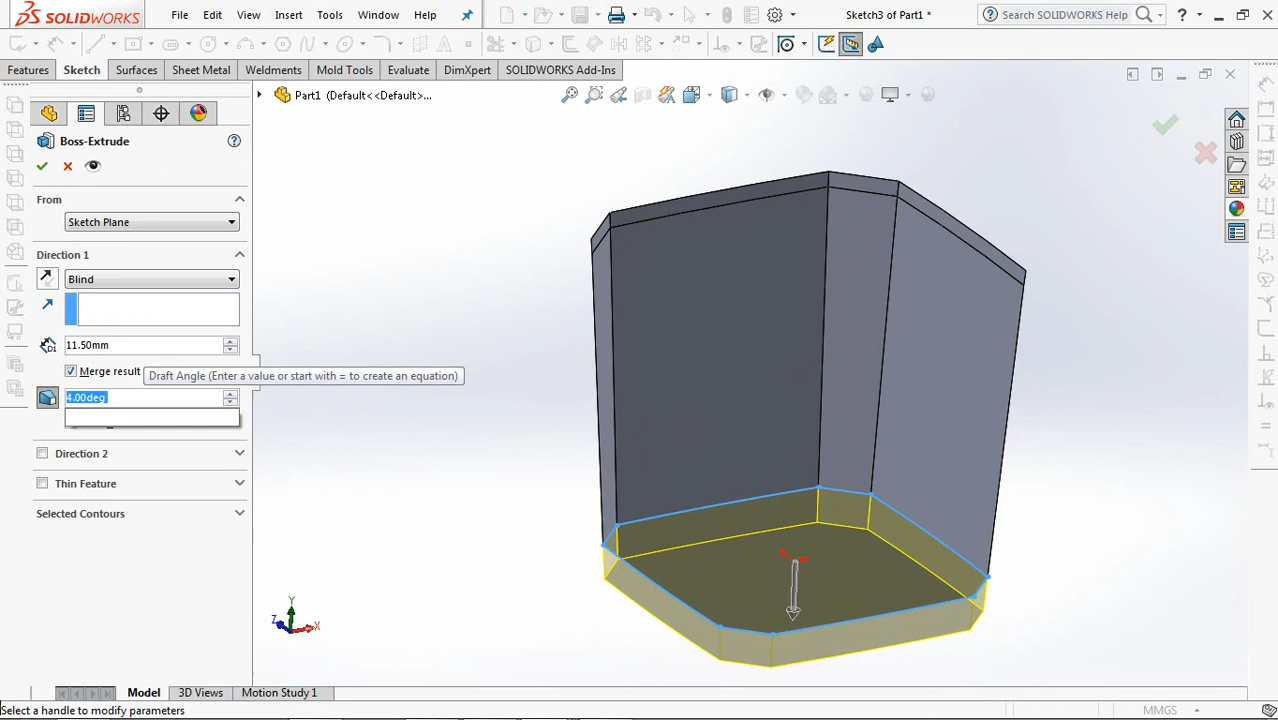 SOLIDWORKS File Edit View Insert Tools Window Help Sketch3 of Part1 * Search SOLIDWORKS Help ?
Features Sketch Surfaces Sheet Metal Weldments Mold Tools Evaluate DimXpert SOLIDWORKS Add-Ins
Part1 (Default<<Default>...
Boss-Extrude ?
From
Sketch Plane
Direction 1
Blind
D1 11.50mm
Merge result
Draft Angle (Enter a value or start with = to create an equation)
4.00deg
Direction 2
Thin Feature
Selected Contours
Y
Z
X
Model 3D Views Motion Study 1
Select a handle to modify parameters MMGS